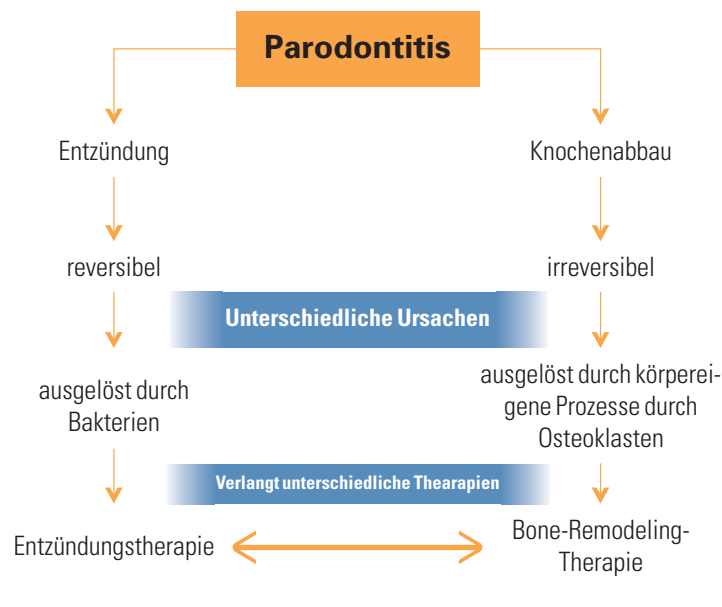 Parodontitis
Entzündung
Knochenabbau
reversibel
irreversibel
Unterschiedliche Ursachen
ausgelöst durch
Bakterien
ausgelöst durch körperei-
gene Prozesse durch
Osteoklasten
Verlangt unterschiedliche Thearapien
Entzündungstherapie
Bone-Remodeling-
Therapie